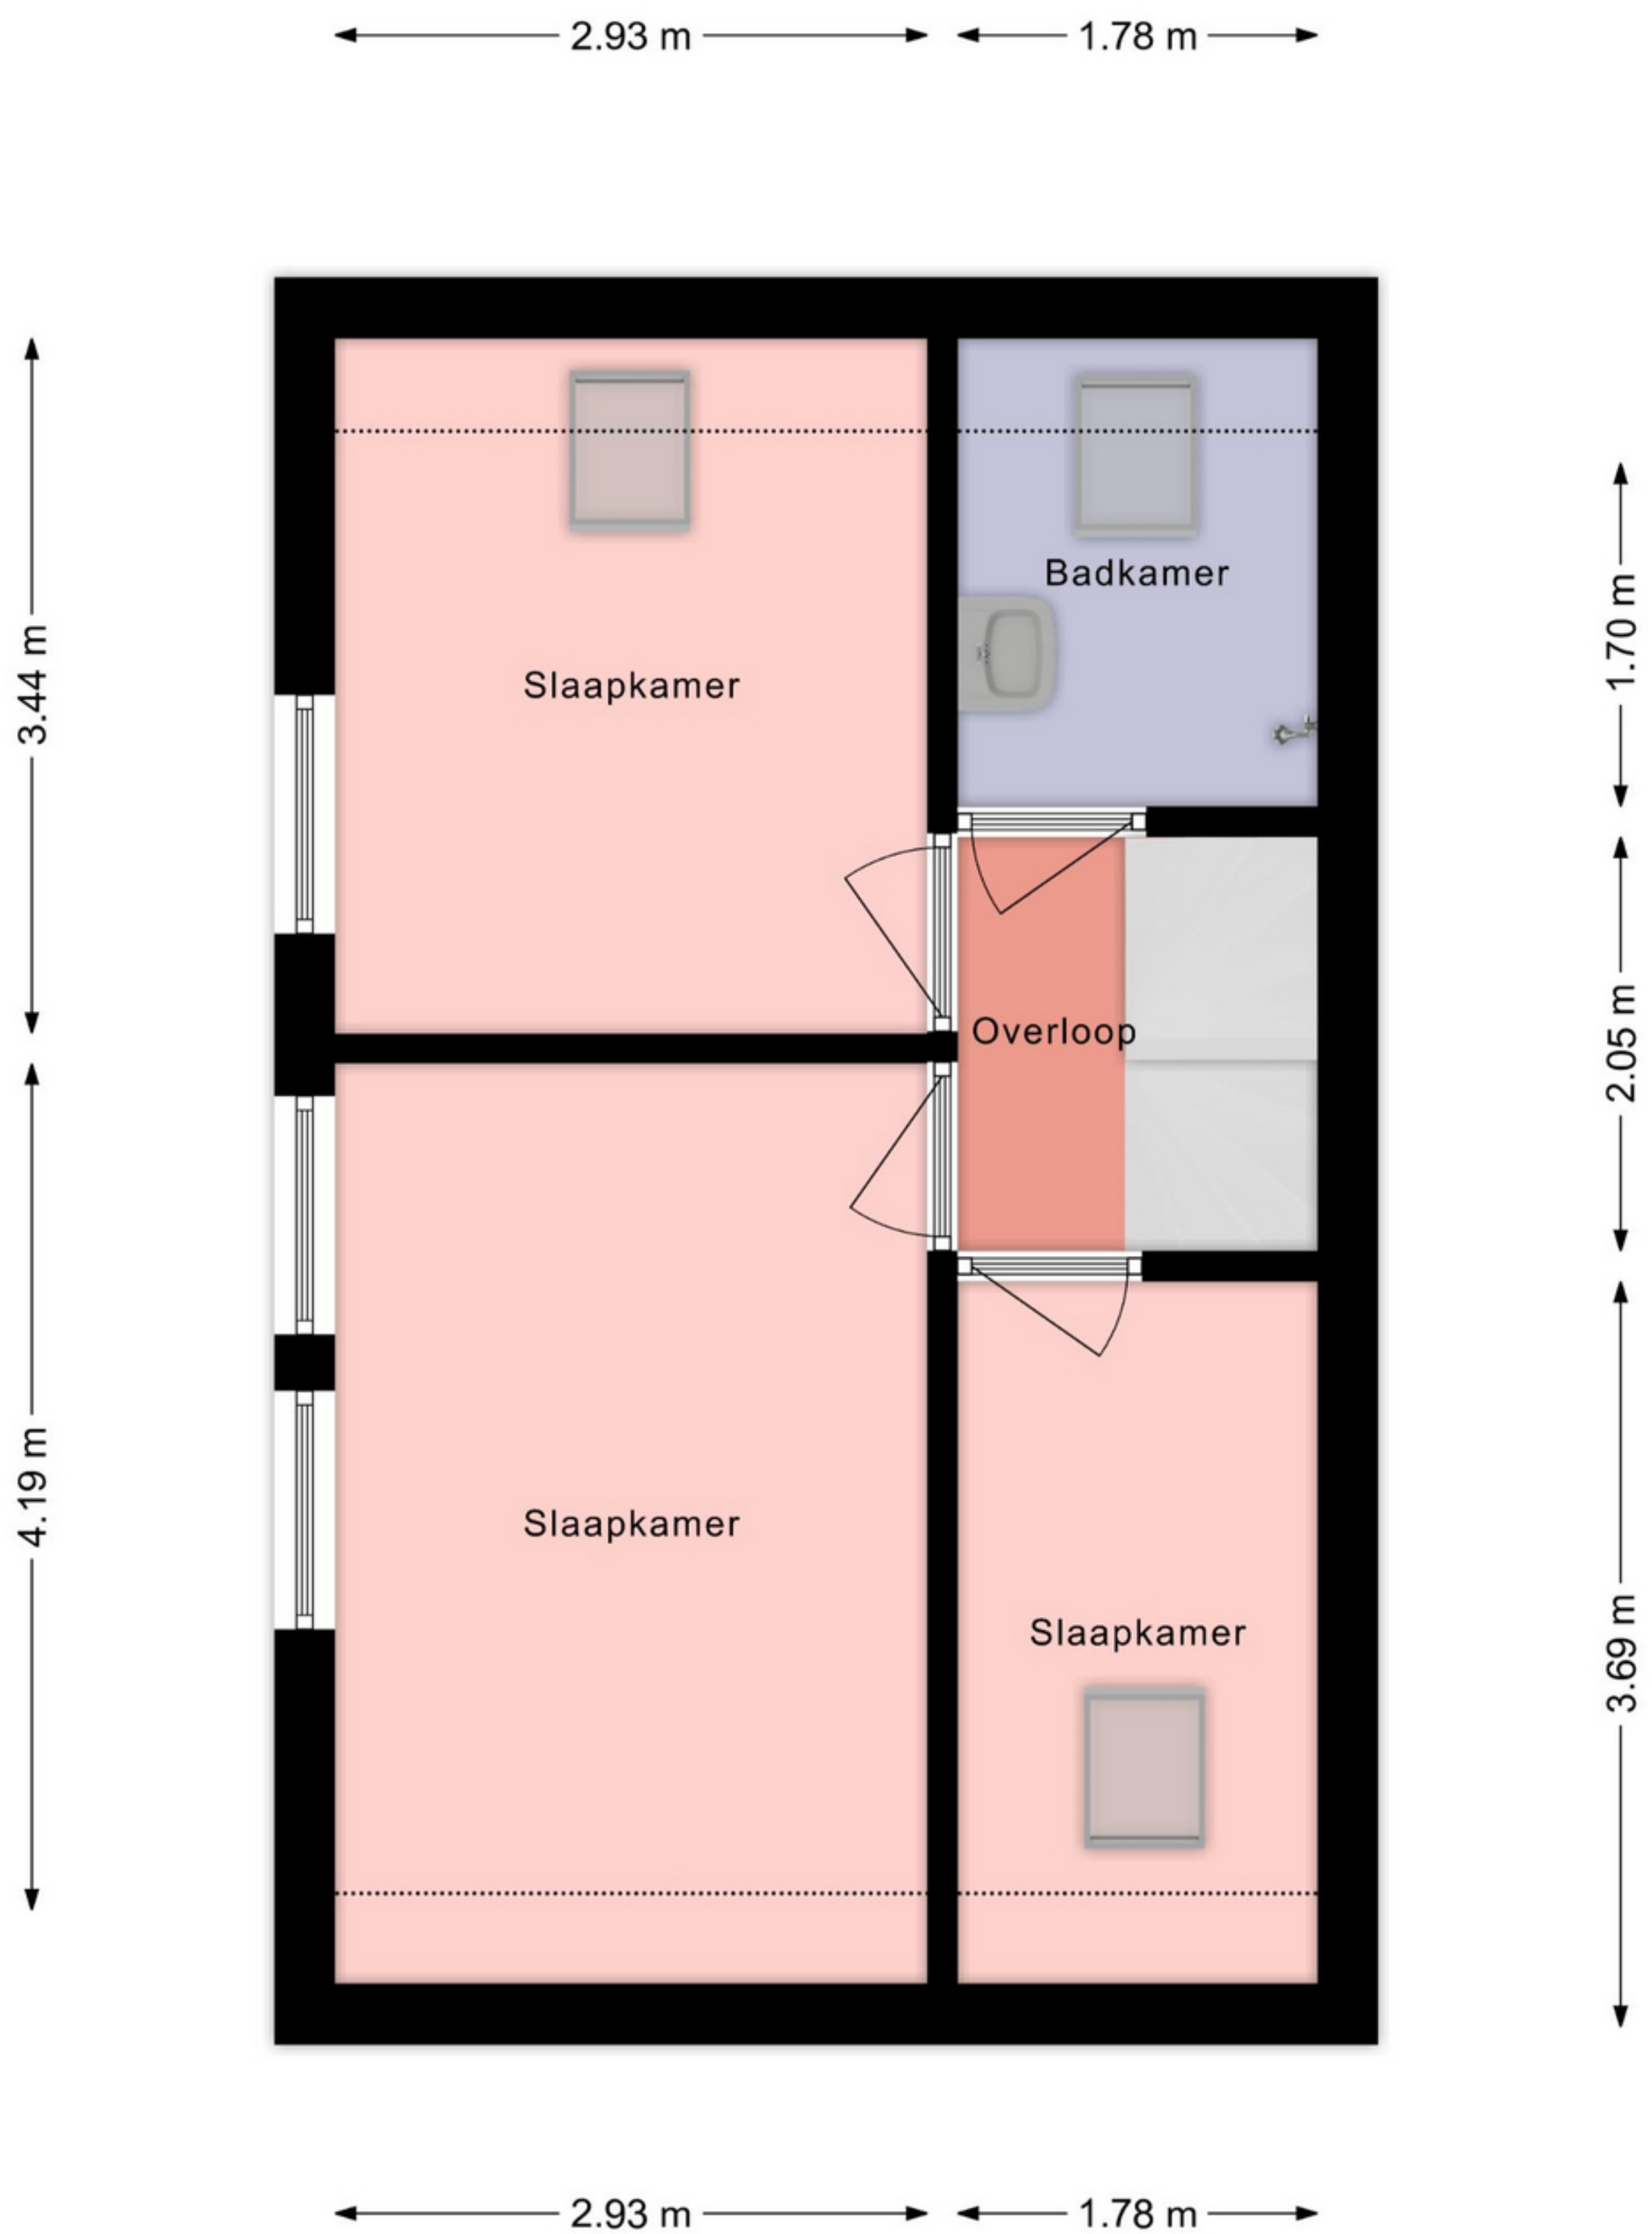 2.93 m
1.78 m
3.44 m
1.70 m
Badkamer
Slaapkamer
Overloop
2.05 m
4.19 m
Slaapkamer
Slaapkamer
3.69 m
2.93 m
1.78 m